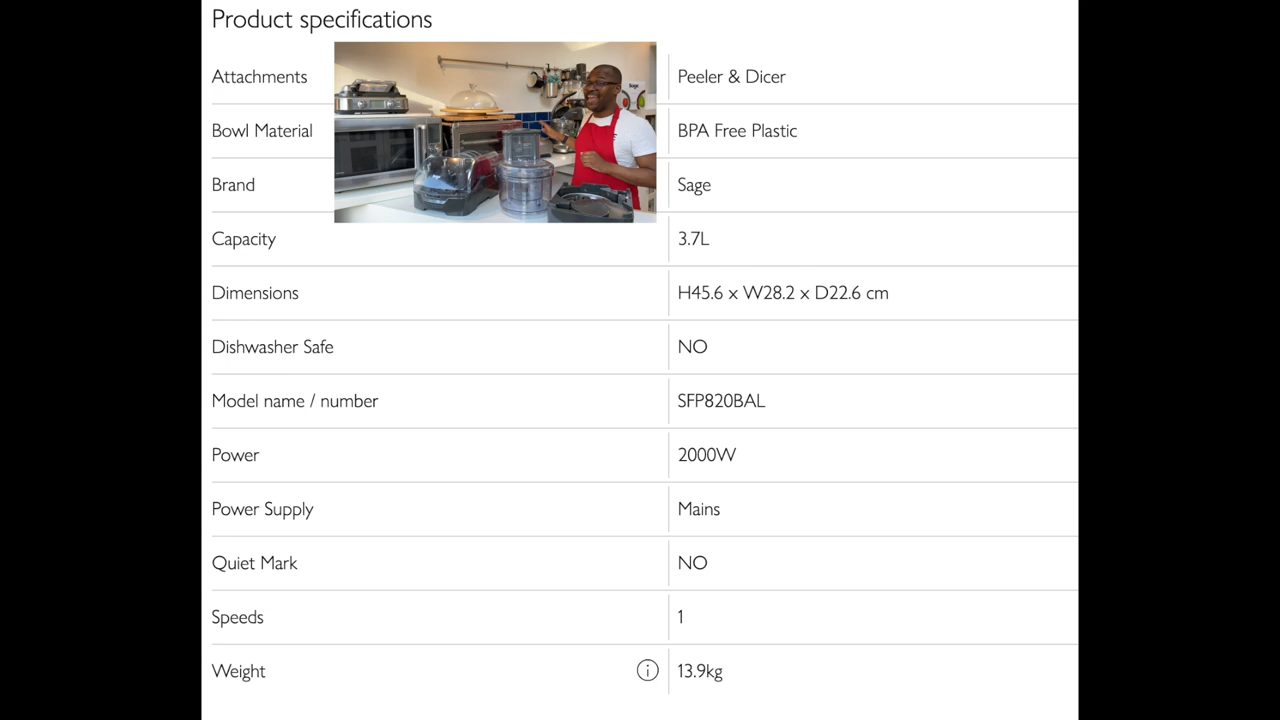 Product specifications
Attachments Peeler & Dicer
Bowl Material BPA Free Plastic
Brand Sage
Capacity 3.7L
Dimensions H45.6 x W28.2 x D22.6 cm
Dishwasher Safe NO
Model name / number SFP820BAL
Power 2000W
Power Supply Mains
Quiet Mark NO
Speeds 1
Weight i 13.9kg
Sage